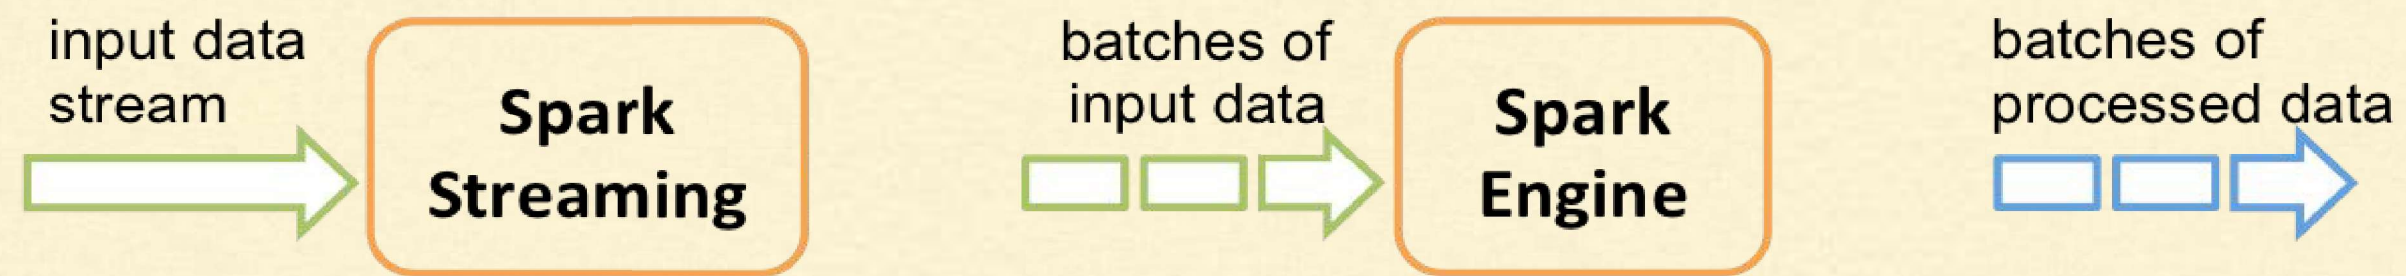 input data
stream
Spark
Streaming
batches of
input data
Spark
Engine
batches of
processed data